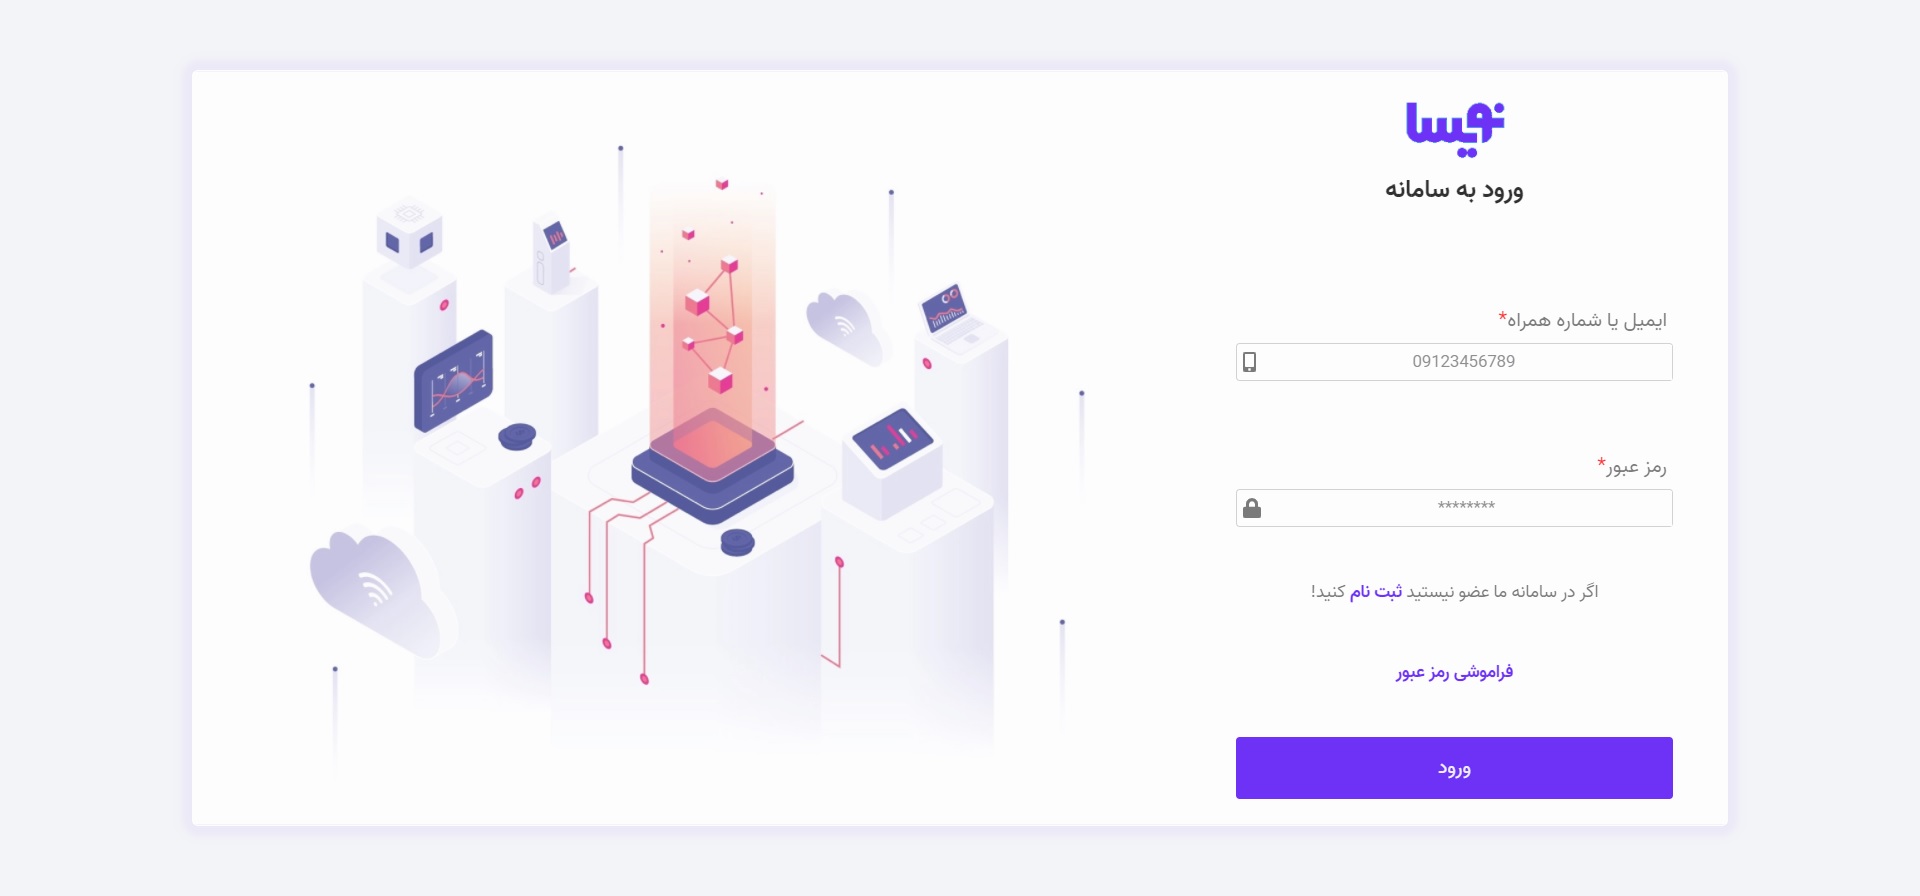 نویسا
ورود به سامانه
ایمیل یا شماره همراه*
09123456789
رمز عبور*
********
اگر در سامانه ما عضو نیستید ثبت نام کنید!
فراموشی رمز عبور
ورود